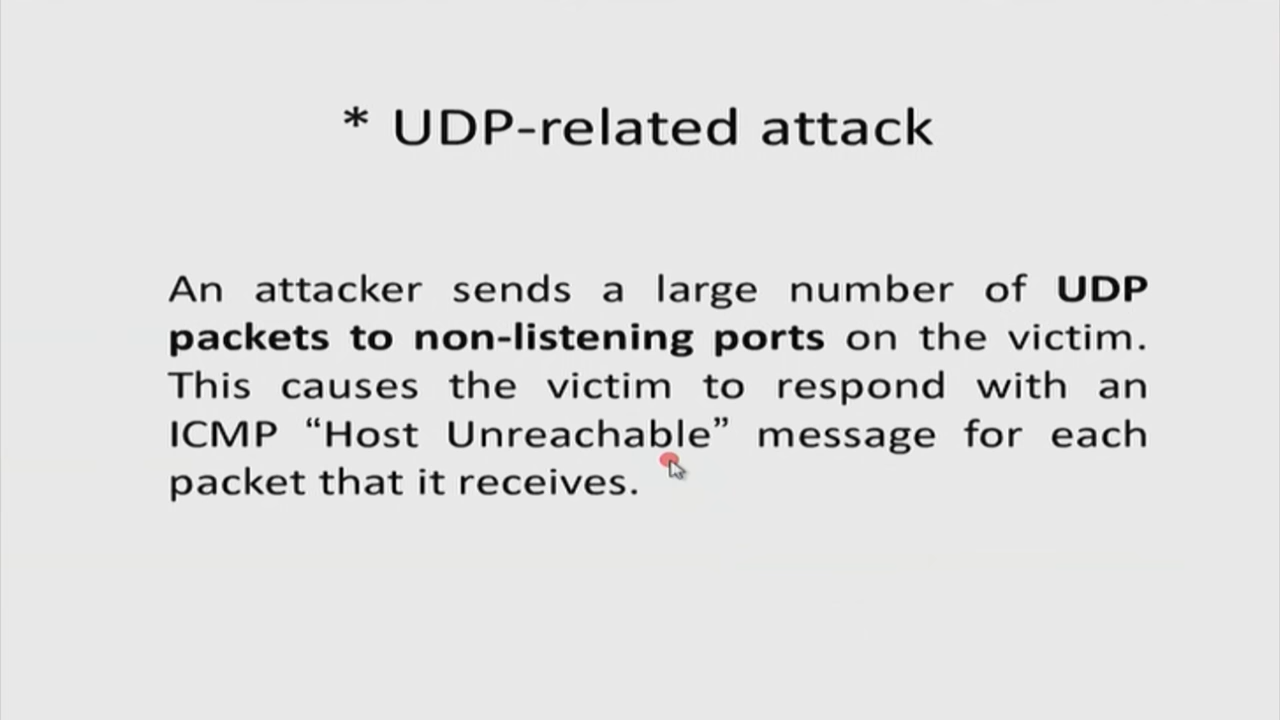 * UDP-related attack
An attacker sends a large number of UDP
packets to non-listening ports on the victim.
This causes the victim to respond with an
ICMP “Host Unreachable” message for each
packet that it receives.